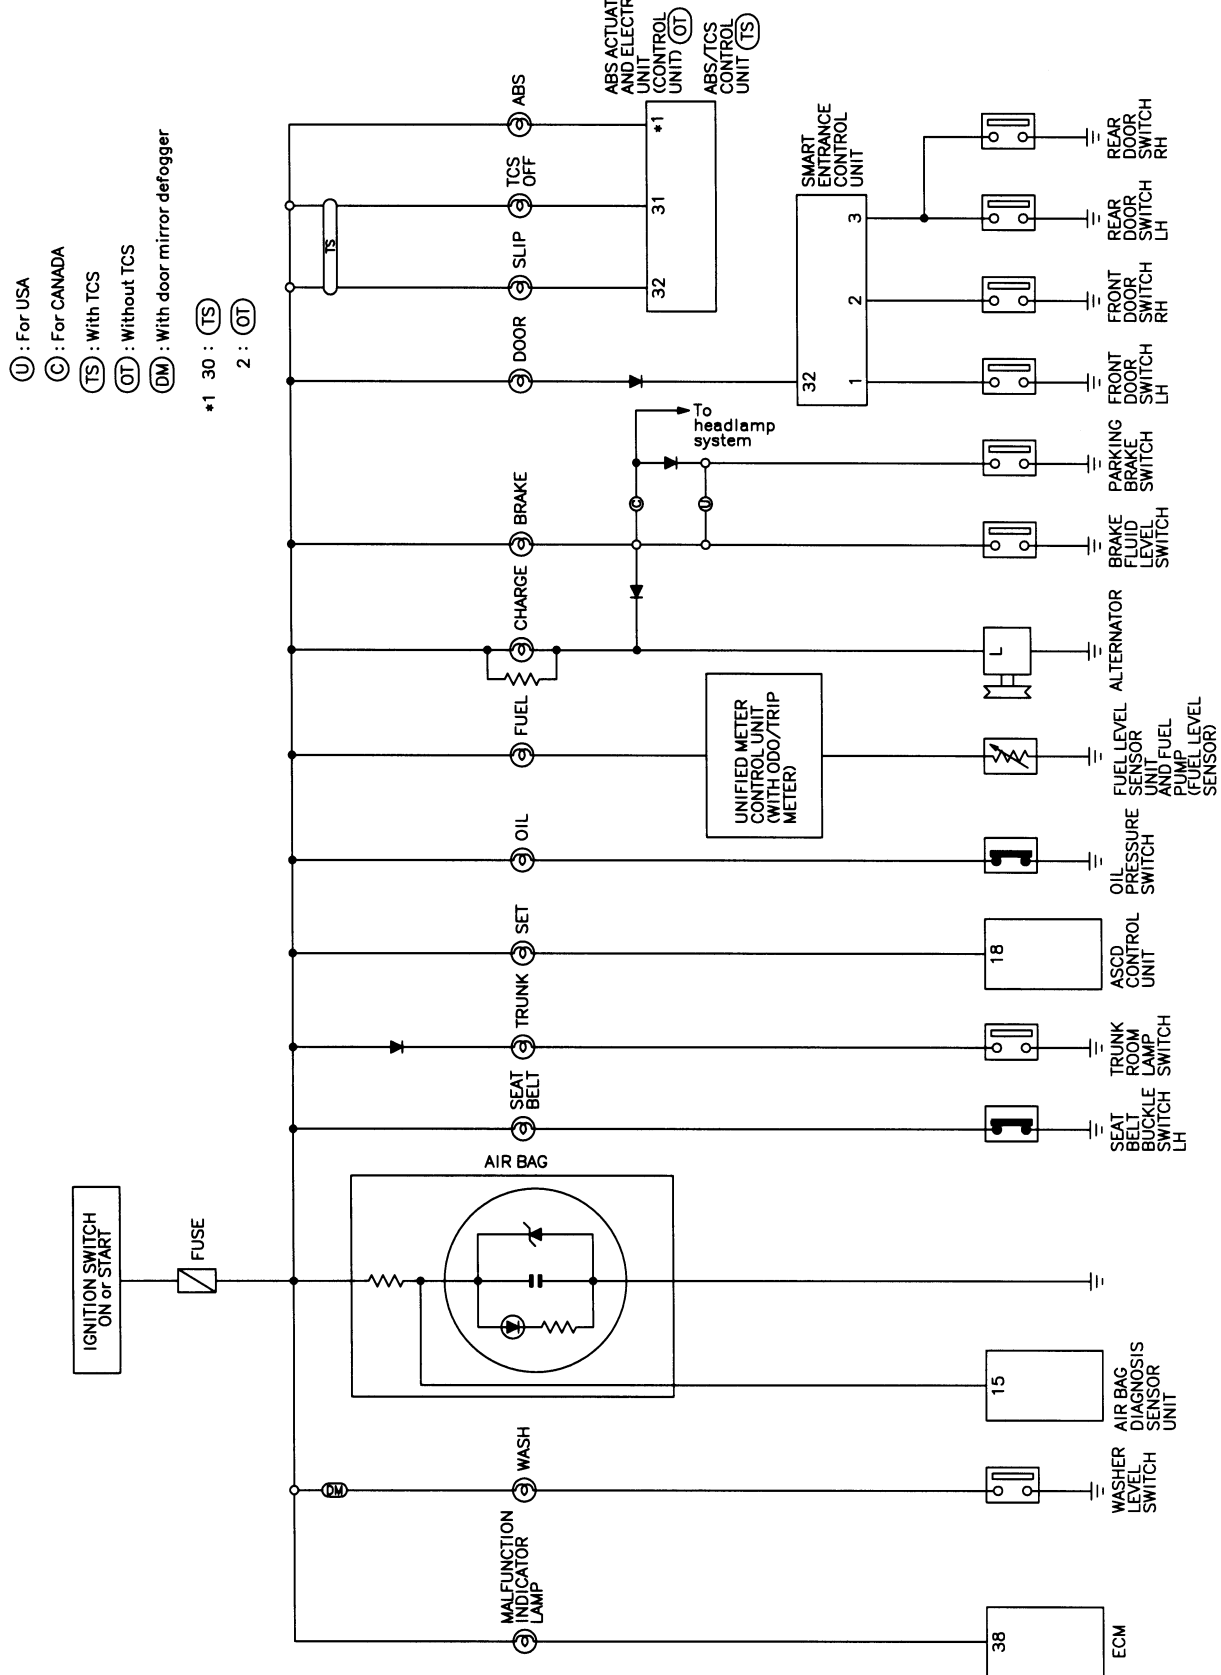 U : For USA
C : For CANADA
TS : With TCS
OT : Without TCS
DM : With door mirror defogger
*1 30 : TS
2 : OT
IGNITION SWITCH
ON or START
FUSE
MALFUNCTION
INDICATOR
LAMP
38
ECM
DM
WASH
WASHER
LEVEL
SWITCH
AIR BAG
15
AIR BAG
DIAGNOSIS
SENSOR
UNIT
SEAT
BELT
SEAT
BELT
BUCKLE
SWITCH
LH
TRUNK
TRUNK
ROOM
LAMP
SWITCH
SET
18
ASCD
CONTROL
UNIT
OIL
OIL
PRESSURE
SWITCH
FUEL
UNIFIED METER
CONTROL UNIT
(WITH ODO/TRIP
METER)
FUEL LEVEL
SENSOR
UNIT
AND FUEL
PUMP
(FUEL LEVEL
SENSOR)
CHARGE
L
ALTERNATOR
BRAKE
C
U
To
headlamp
system
BRAKE
FLUID
LEVEL
SWITCH
PARKING
BRAKE
SWITCH
DOOR
32
SMART
ENTRANCE
CONTROL
UNIT
1
2
3
FRONT
DOOR
SWITCH
LH
FRONT
DOOR
SWITCH
RH
REAR
DOOR
SWITCH
LH
REAR
DOOR
SWITCH
RH
TS
SLIP
32
TCS
OFF
31
ABS
*1
ABS ACTUAT
AND ELECTR
UNIT
(CONTROL
UNIT) OT
ABS/TCS
CONTROL
UNIT TS